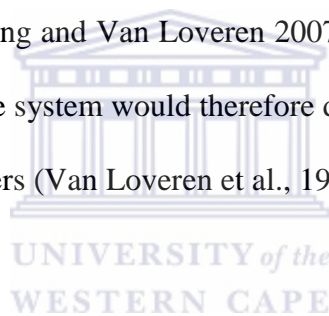 ng and Van Loveren 2007
e system would therefore
ers (Van Loveren et al., 19
UNIVERSITY of the
WESTERN CAPE